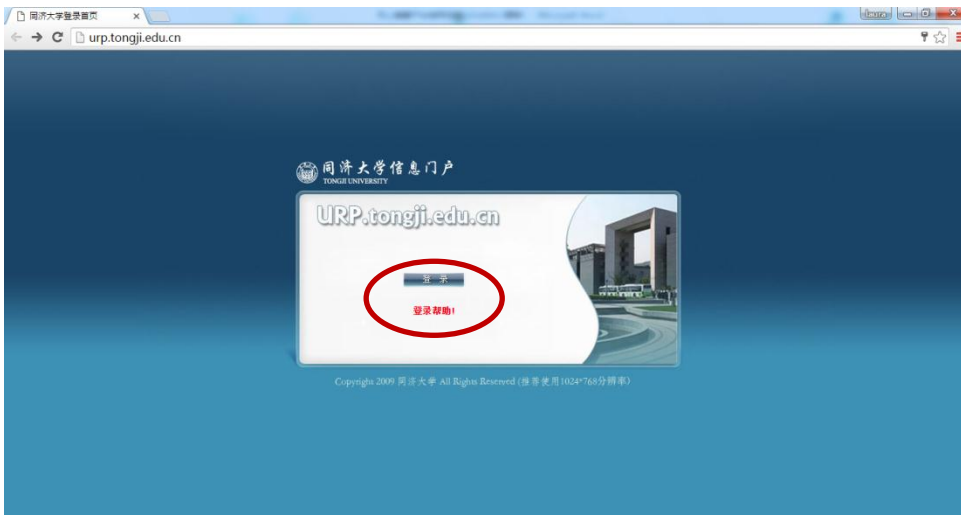 同济大学登录首页
urp.tongji.edu.cn
同济大学信息门户
TONGJI UNIVERSITY
URP.tongji.edu.cn
登 录
登录帮助!
Copyright 2009 同济大学 All Rights Reserved (推荐使用1024*768分辨率)